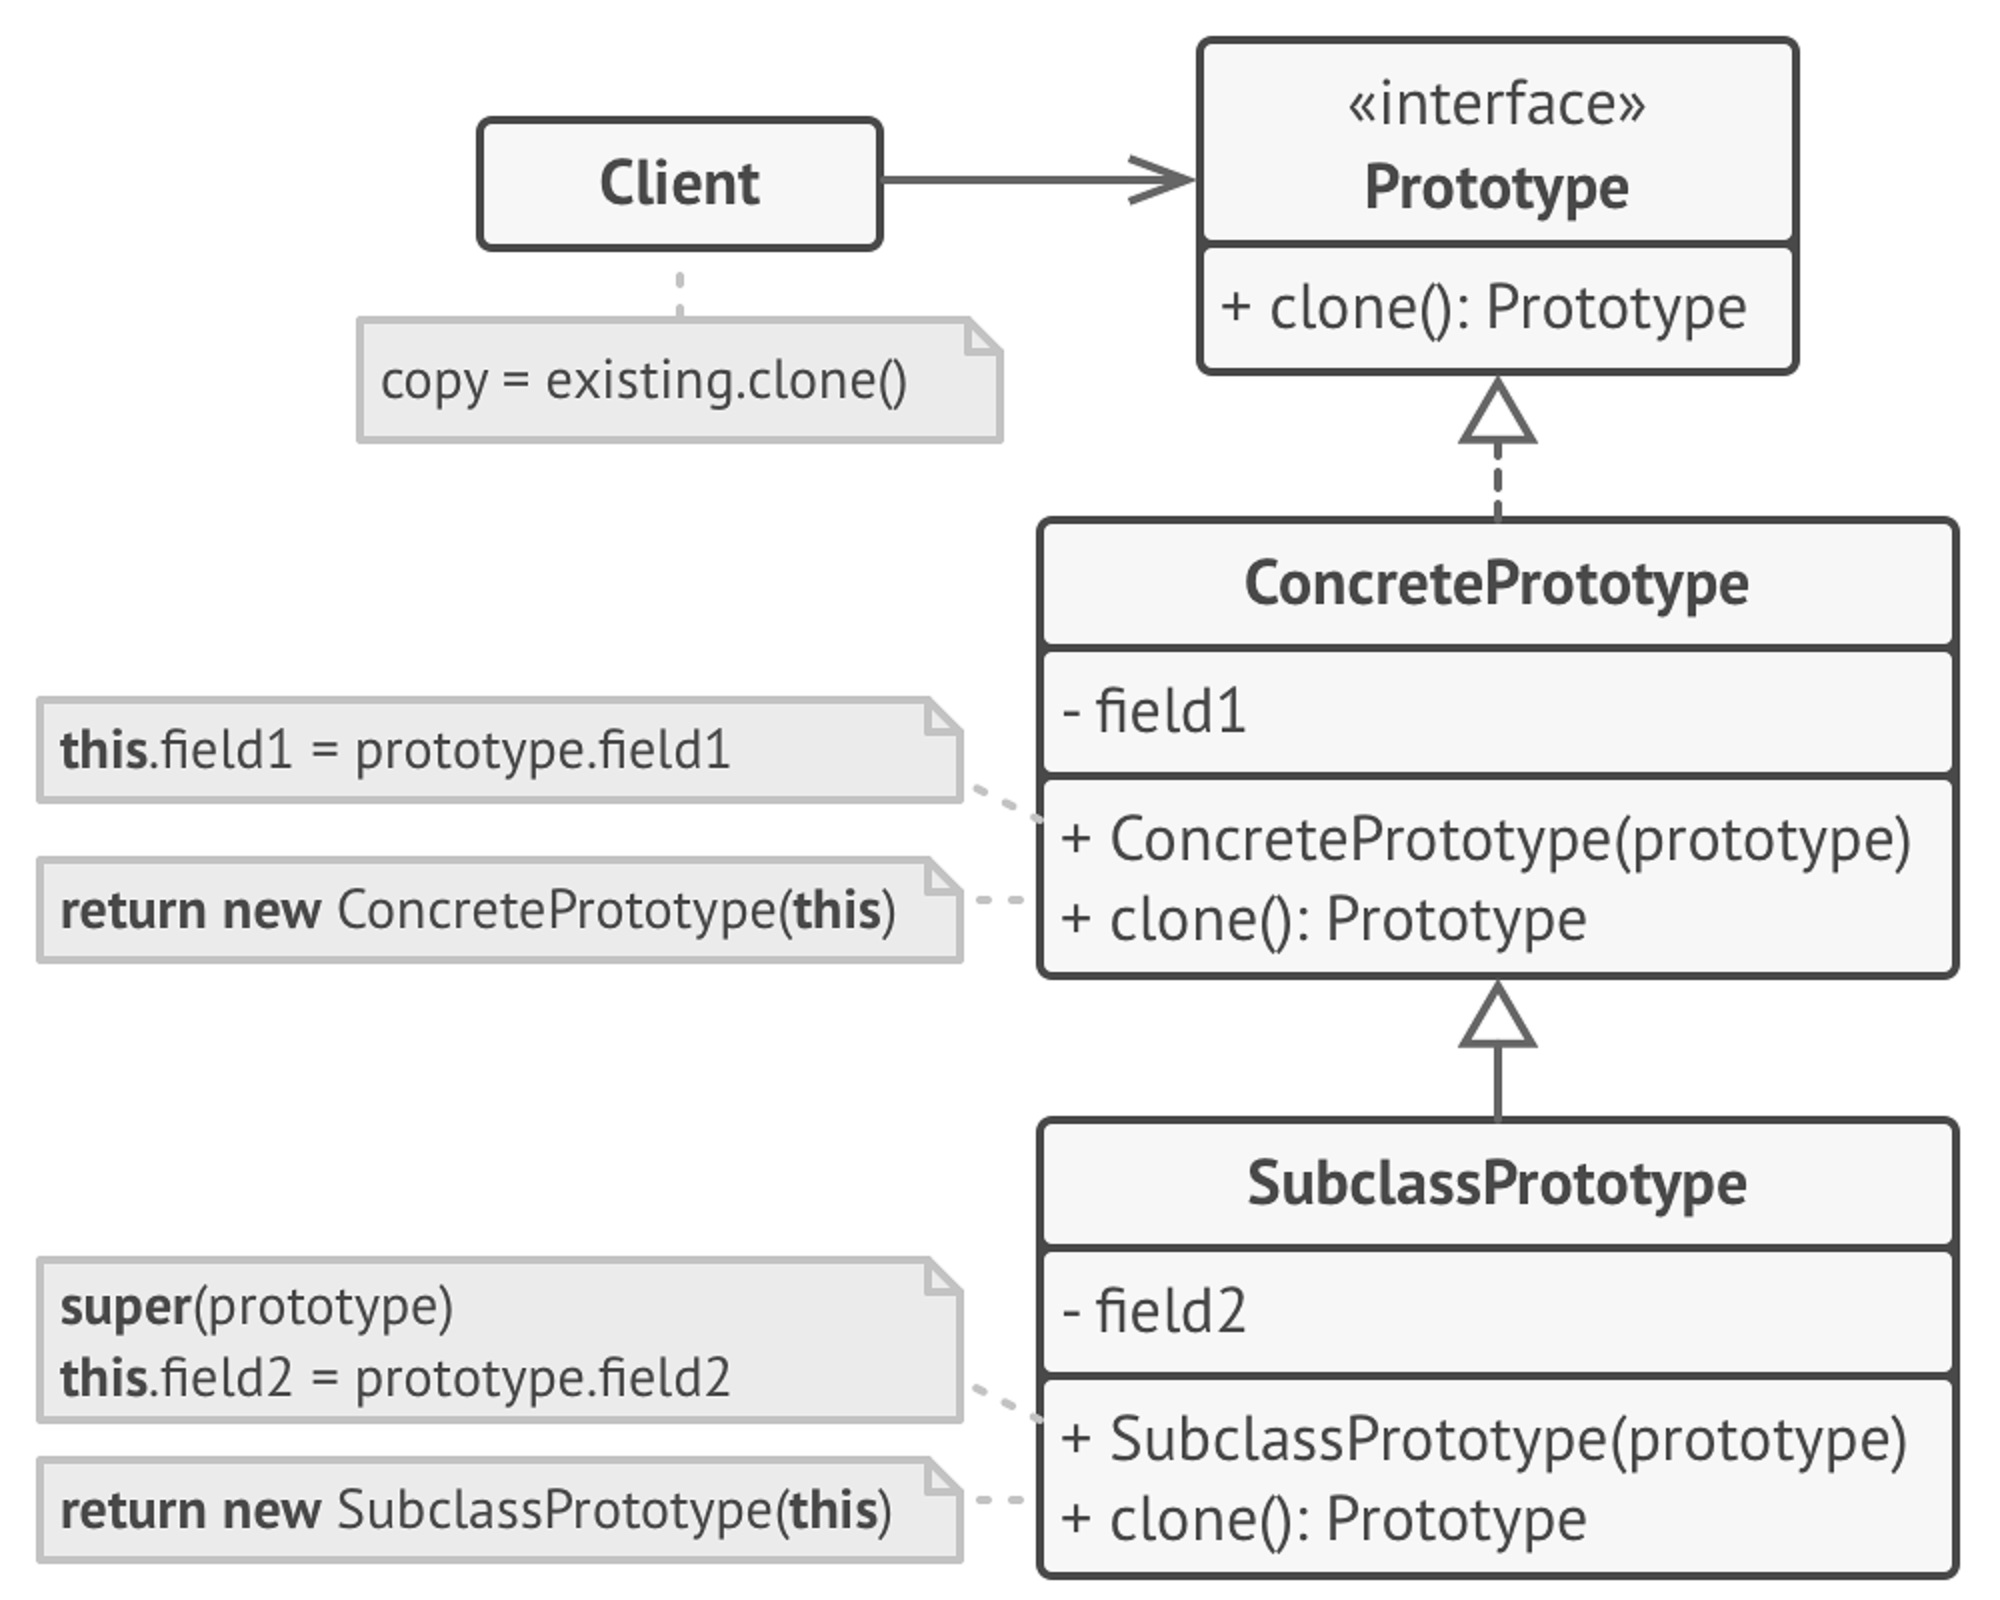 «interface»
Prototype
+ clone(): Prototype
Client
copy = existing.clone()
ConcretePrototype
- field1
+ ConcretePrototype(prototype)
+ clone(): Prototype
this.field1 = prototype.field1
return new ConcretePrototype(this)
SubclassPrototype
- field2
+ SubclassPrototype(prototype)
+ clone(): Prototype
super(prototype)
this.field2 = prototype.field2
return new SubclassPrototype(this)